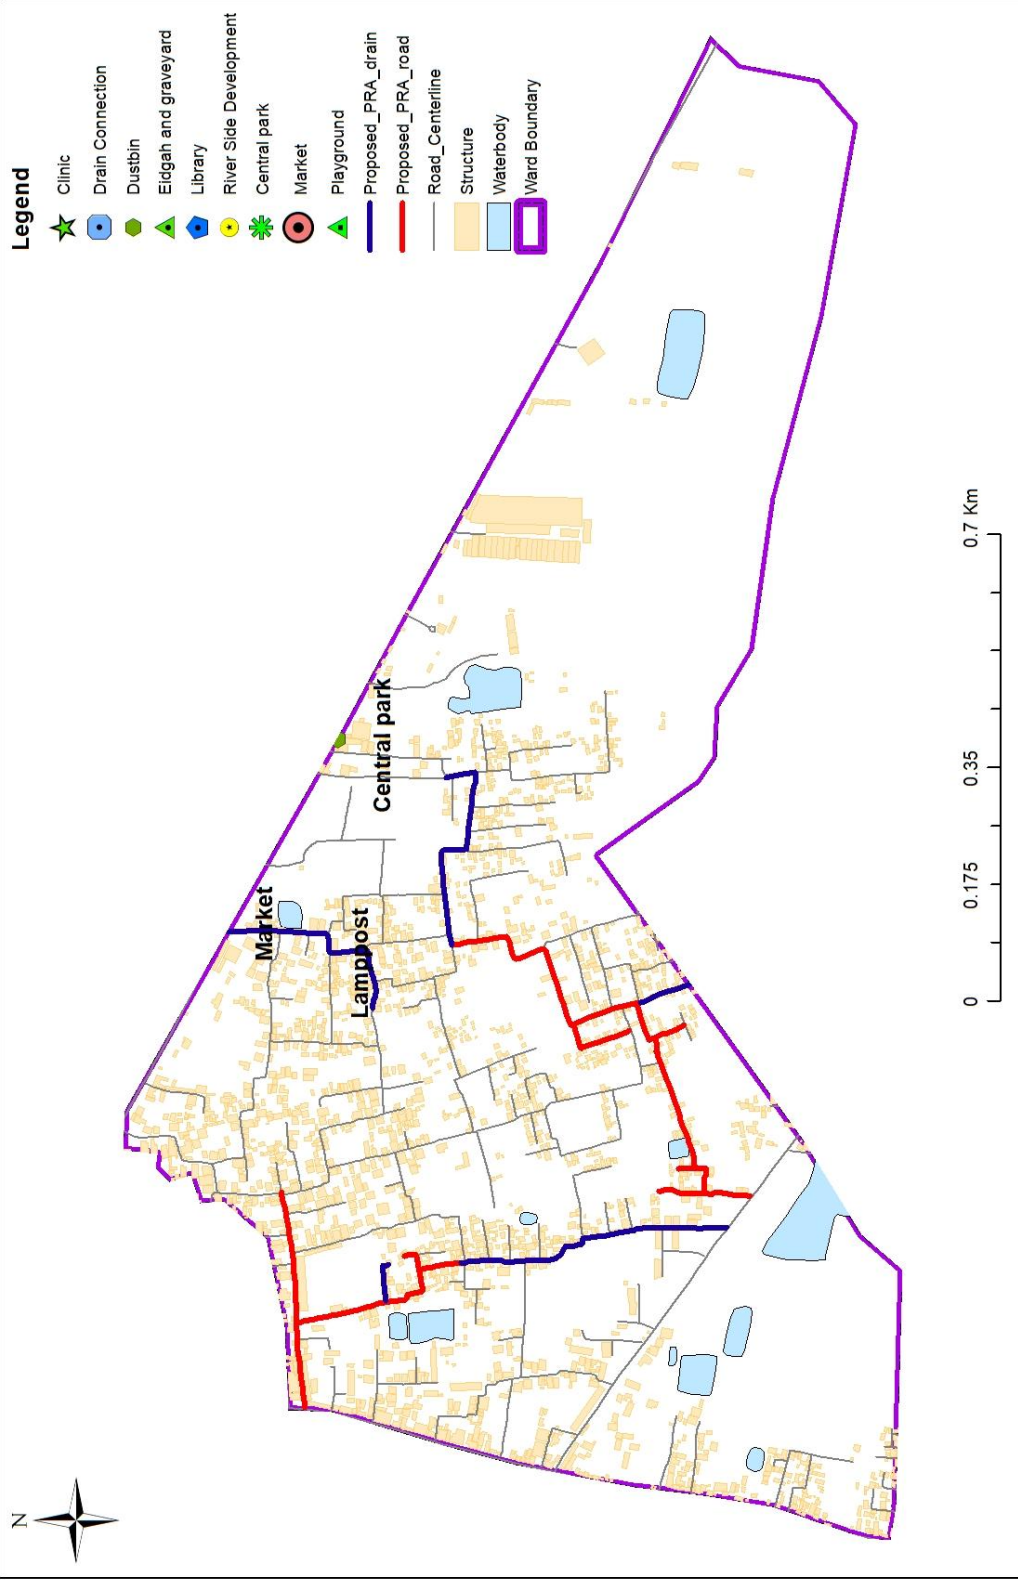 Legend
Clinic
Drain Connection
Dustbin
Eidgah and graveyard
Library
River Side Development
Central park
Market
Playground
Proposed_PRA_drain
Proposed_PRA_road
Road_Centerline
Structure
Waterbody
Ward Boundary
N
Market
Lamppost
Central park
0 0.175 0.35 0.7 Km